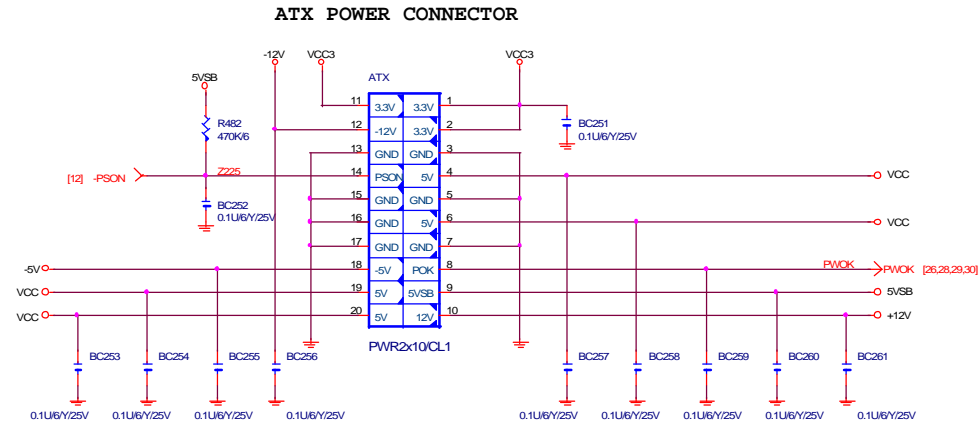 ATX POWER CONNECTOR
-12V VCC3 VCC3
5VSB
ATX
R482
470K/6
11 3.3V 3.3V 1
BC251
0.1U/6/Y/25V
12 -12V 3.3V 2
13 GND GND 3
[12] -PSON Z225 14 PSON 5V 4 VCC
BC252
0.1U/6/Y/25V
15 GND GND 5
16 GND 5V 6 VCC
17 GND GND 7
-5V 18 -5V POK 8 PWOK PWOK [26,28,29,30]
VCC 19 5V 5VSB 9 5VSB
VCC 20 5V 12V 10 +12V
PWR2x10/CL1
BC253 BC254 BC255 BC256 BC257 BC258 BC259 BC260 BC261
0.1U/6/Y/25V 0.1U/6/Y/25V 0.1U/6/Y/25V 0.1U/6/Y/25V 0.1U/6/Y/25V 0.1U/6/Y/25V 0.1U/6/Y/25V 0.1U/6/Y/25V 0.1U/6/Y/25V